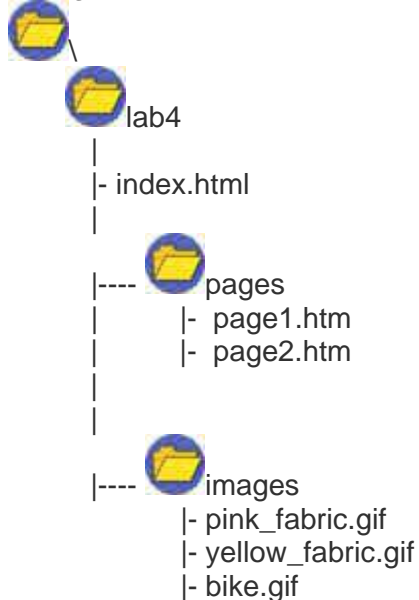 \
lab4
|
|- index.html
|
|---- pages
| |- page1.htm
| |- page2.htm
|
|
|---- images
|- pink_fabric.gif
|- yellow_fabric.gif
|- bike.gif